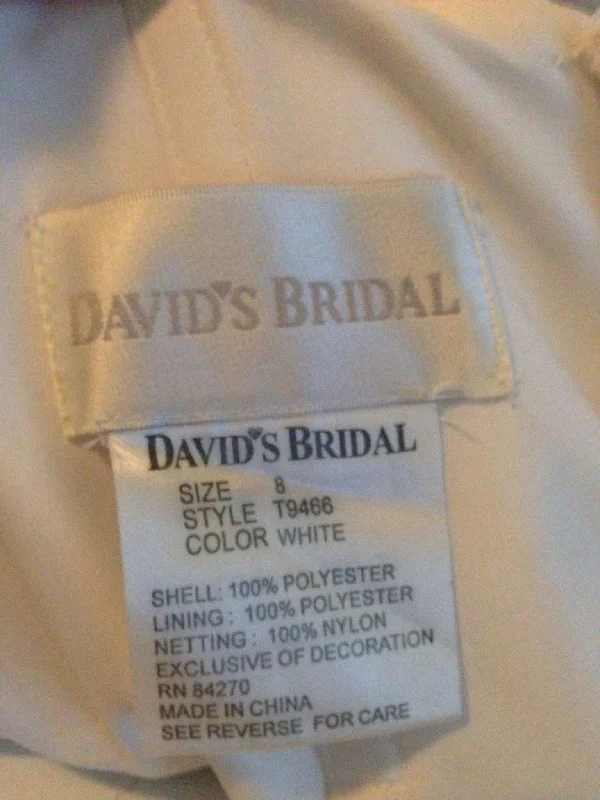 DAVID'S BRIDAL
DAVID'S BRIDAL
SIZE 8
STYLE T9466
COLOR WHITE
SHELL: 100% POLYESTER
LINING: 100% POLYESTER
NETTING: 100% NYLON
EXCLUSIVE OF DECORATION
RN 84270
MADE IN CHINA
SEE REVERSE FOR CARE